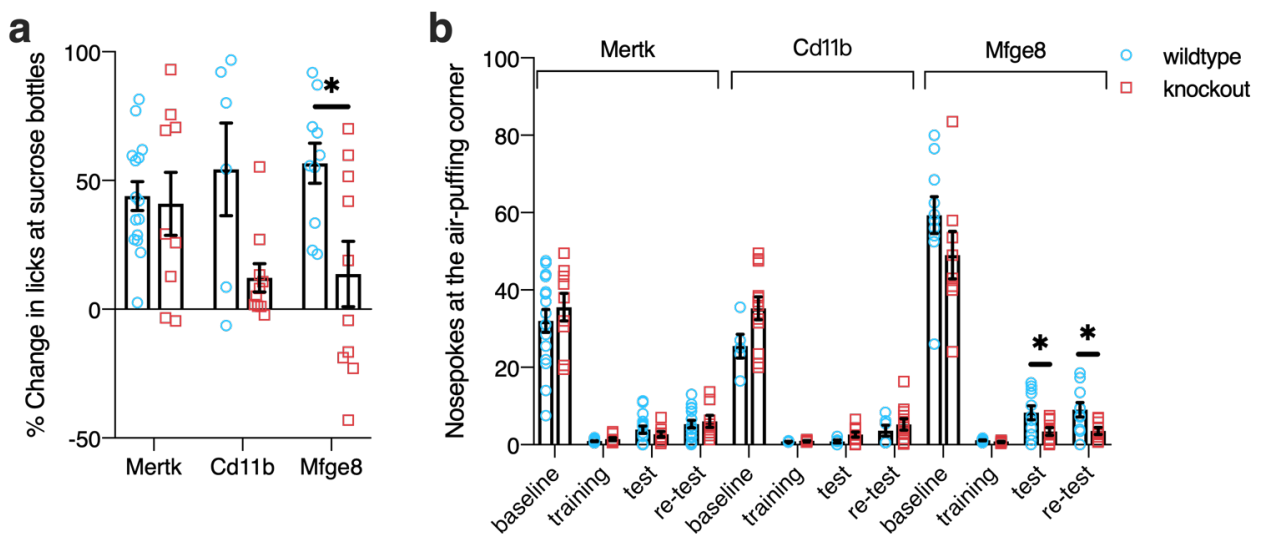 a
% Change in licks at sucrose bottles
100
50
0
-50
Mertk
Cd11b
Mfge8
*
b
Nosepokes at the air-puffing corner
100
80
60
40
20
0
Mertk
Cd11b
Mfge8
*
*
baseline
training
test
re-test
baseline
training
test
re-test
baseline
training
test
re-test
wildtype
knockout